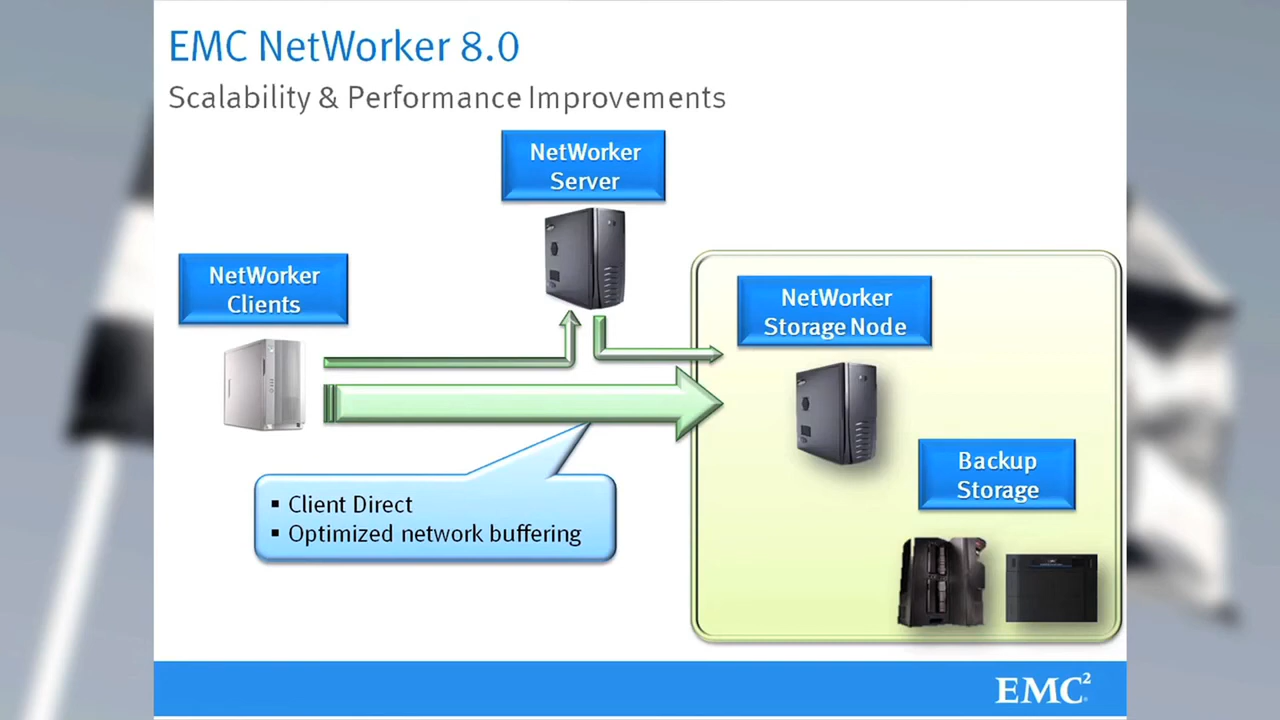 EMC NetWorker 8.0
Scalability & Performance Improvements
NetWorker
Server
NetWorker
Clients
NetWorker
Storage Node
Backup
Storage
▪ Client Direct
▪ Optimized network buffering
EMC²